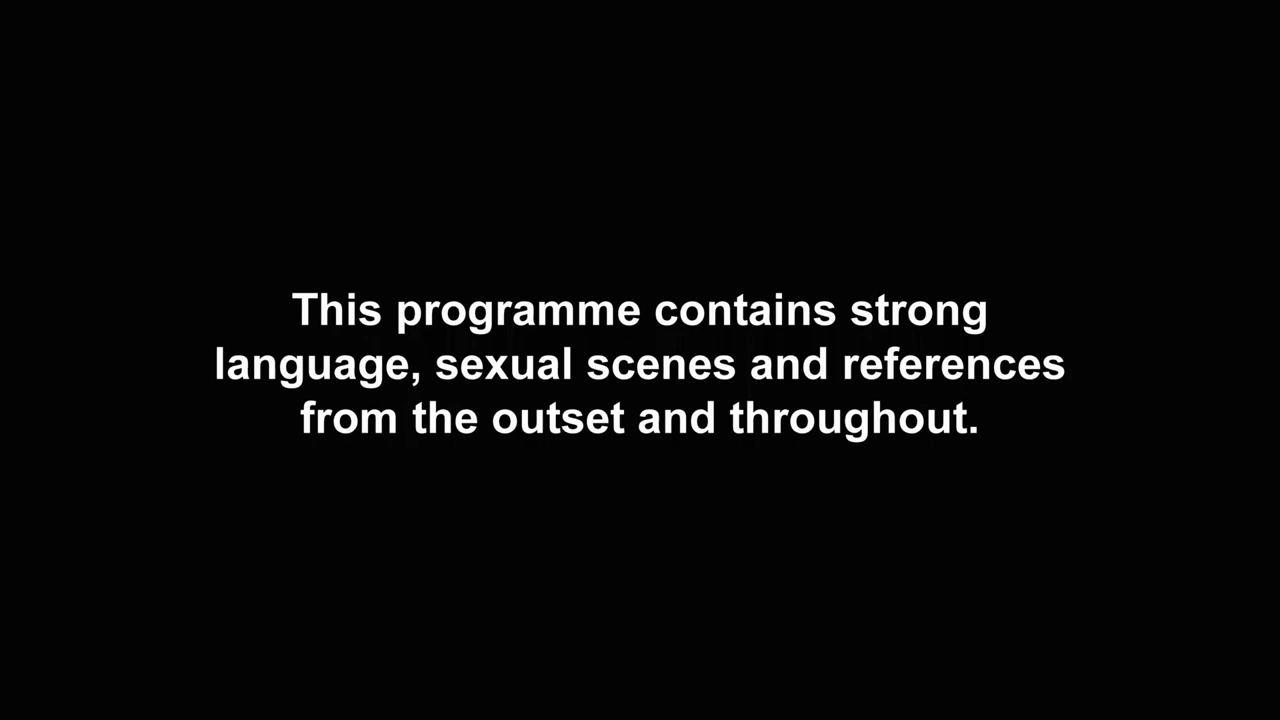 This programme contains strong
language, sexual scenes and references
from the outset and throughout.